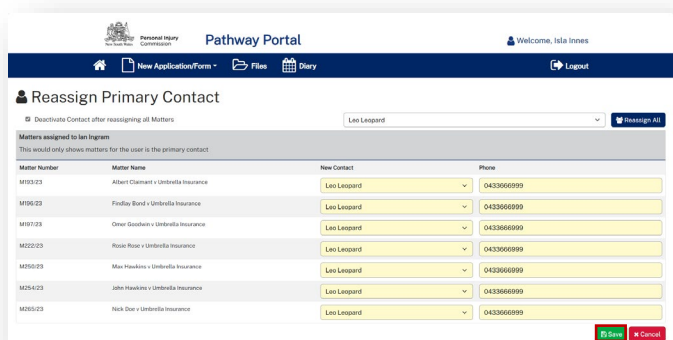 New South Wales
Personal Injury
Commission
Pathway Portal
Welcome, Isla Innes
New Application/Form
Files
Diary
Logout
Reassign Primary Contact
Deactivate Contact after reassigning all Matters
Leo Leopard
Reassign All
Matters assigned to Ian Ingram
This would only shows matters for the user is the primary contact
Matter Number Matter Name New Contact Phone
M193/23 Albert Claimant v Umbrella Insurance Leo Leopard 0433666999
M196/23 Findlay Bond v Umbrella Insurance Leo Leopard 0433666999
M197/23 Omer Goodwin v Umbrella Insurance Leo Leopard 0433666999
M222/23 Rosie Rose v Umbrella Insurance Leo Leopard 0433666999
M250/23 Max Hawkins v Umbrella Insurance Leo Leopard 0433666999
M254/23 John Hawkins v Umbrella Insurance Leo Leopard 0433666999
M265/23 Nick Doe v Umbrella Insurance Leo Leopard 0433666999
Save
Cancel